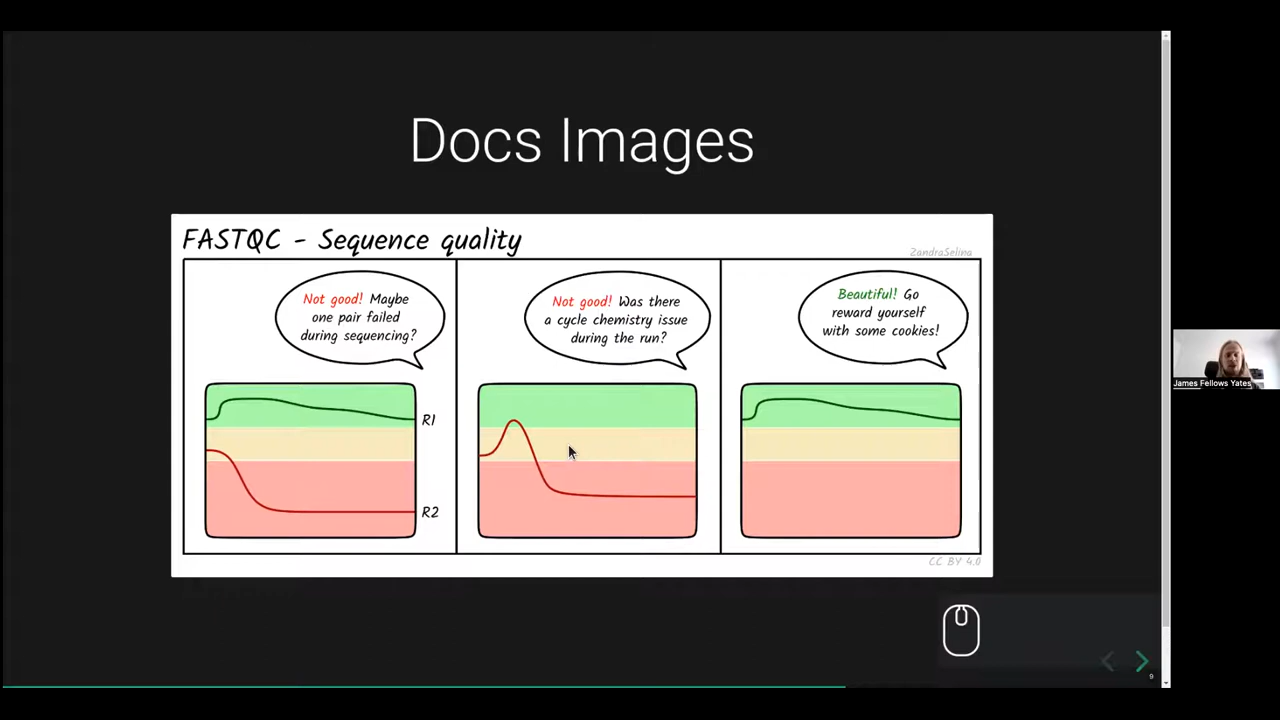 Docs Images
FASTQC - Sequence quality
ZandraSelina
Not good! Maybe
one pair failed
during sequencing?
R1
R2
Not good! Was there
a cycle chemistry issue
during the run?
Beautiful! Go
reward yourself
with some cookies!
CC BY 4.0
James Fellows Yates
9